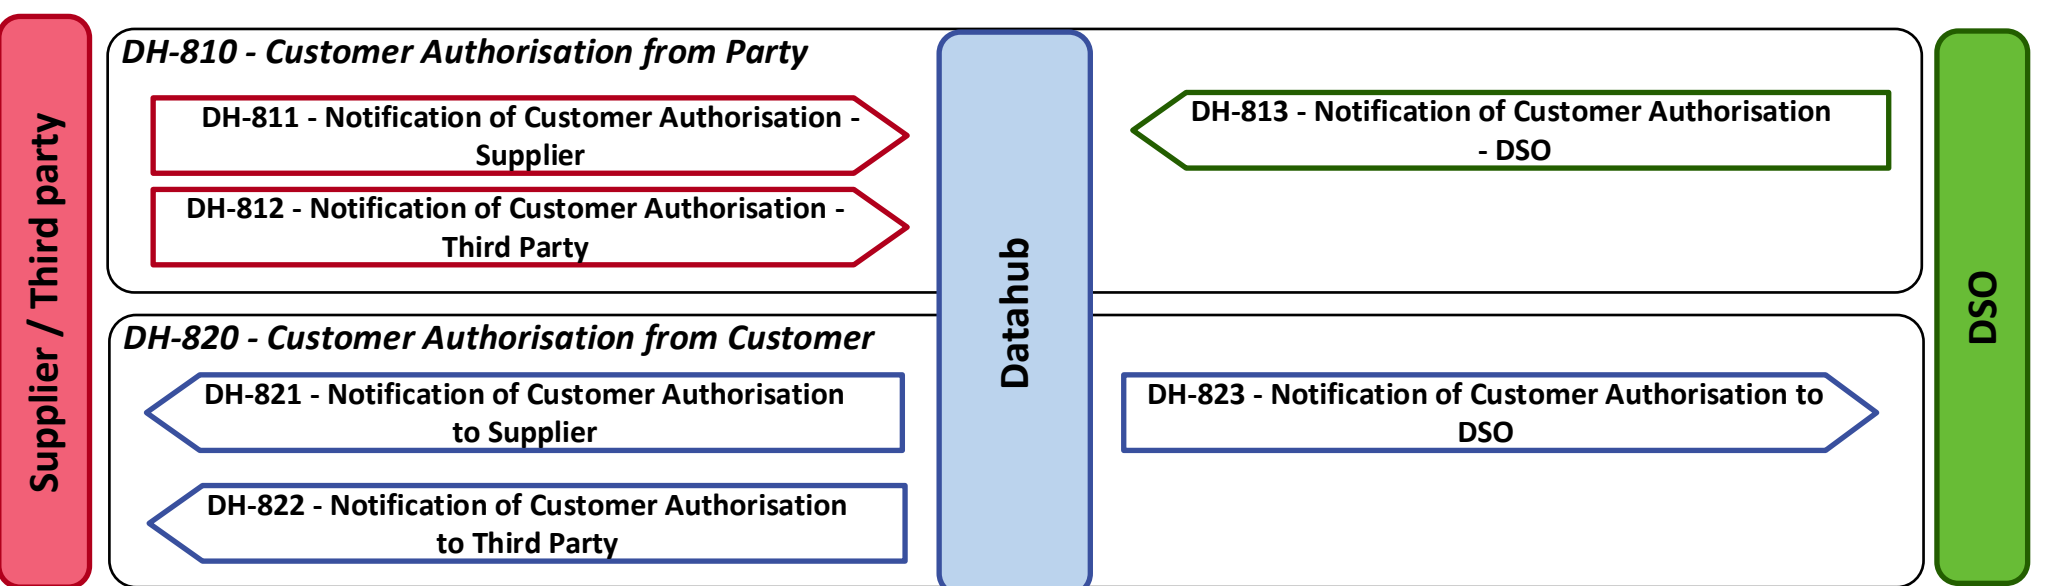 Supplier / Third party
DH-810 - Customer Authorisation from Party
DH-811 - Notification of Customer Authorisation -
Supplier
DH-812 - Notification of Customer Authorisation -
Third Party
Datahub
DH-813 - Notification of Customer Authorisation
- DSO
DSO
DH-820 - Customer Authorisation from Customer
DH-821 - Notification of Customer Authorisation
to Supplier
DH-822 - Notification of Customer Authorisation
to Third Party
DH-823 - Notification of Customer Authorisation to
DSO